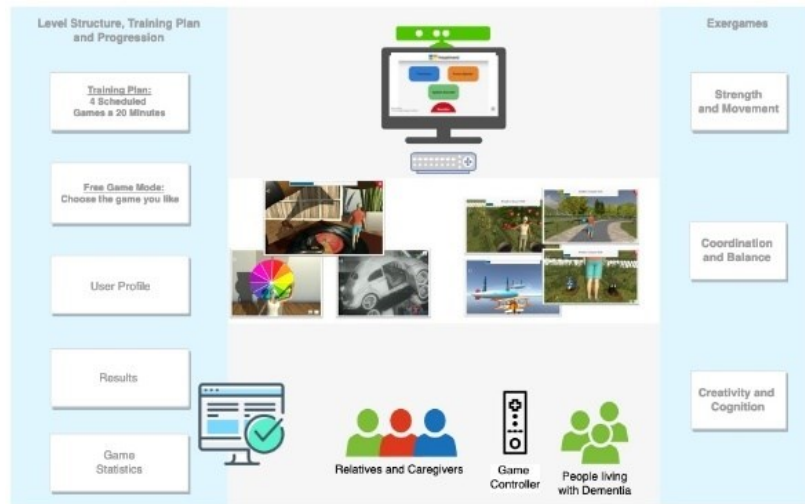 Level Structure, Training Plan
and Progression
Training Plan:
4 Scheduled
Games a 20 Minutes
Free Game Mode:
Choose the game you like
User Profile
Results
Game
Statistics
Relatives and Caregivers
Game
Controller
People living
with Dementia
Exergames
Strength
and Movement
Coordination
and Balance
Creativity and
Cognition